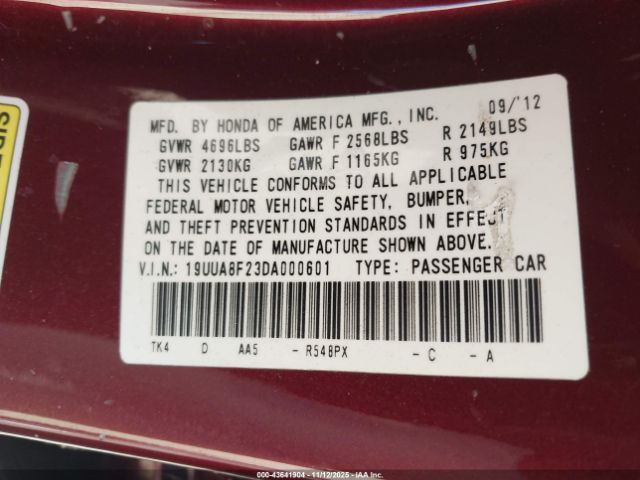 MFD. BY HONDA OF AMERICA MFG., INC. 09/'12
GVWR 4696LBS GAWR F 2568LBS R 2149LBS
GVWR 2130KG GAWR F 1165KG R 975KG
THIS VEHICLE CONFORMS TO ALL APPLICABLE
FEDERAL MOTOR VEHICLE SAFETY, BUMPER,
AND THEFT PREVENTION STANDARDS IN EFFECT
ON THE DATE OF MANUFACTURE SHOWN ABOVE.
V.I.N.: 19UUA8F23DA000601 TYPE: PASSENGER CAR
TK4 D AA5 - R548PX - C - A
000-43641904 - 11/12/2025 - IAA Inc.